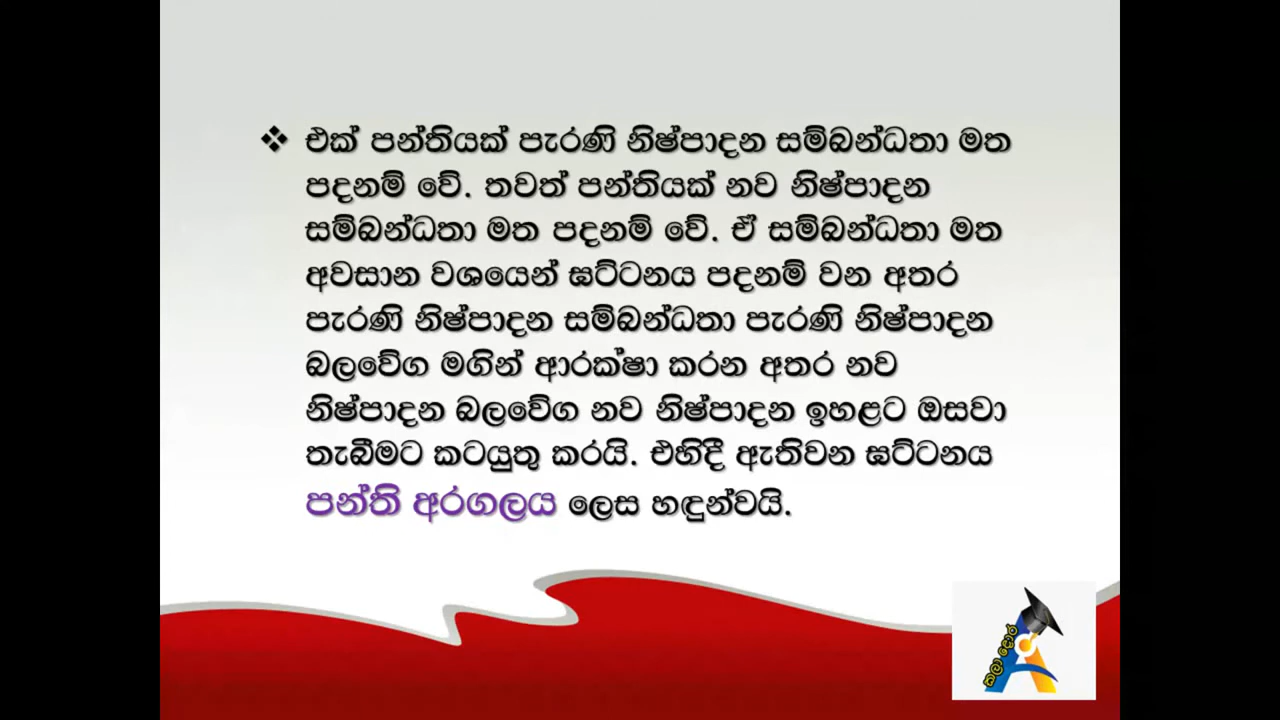 ❖ එක් පන්තියක් පැරණි නිෂ්පාදන සම්බන්ධතා මත
පදනම් වේ. තවත් පන්තියක් නව නිෂ්පාදන
සම්බන්ධතා මත පදනම් වේ. ඒ සම්බන්ධතා මත
අවසාන වශයෙන් ඝට්ටනය පදනම් වන අතර
පැරණි නිෂ්පාදන සම්බන්ධතා පැරණි නිෂ්පාදන
බලවේග මගින් ආරක්ෂා කරන අතර නව
නිෂ්පාදන බලවේග නව නිෂ්පාදන ඉහළට ඔසවා
තැබීමට කටයුතු කරයි. එහිදී ඇතිවන ඝට්ටනය
පන්ති අරගලය ලෙස හඳුන්වයි.